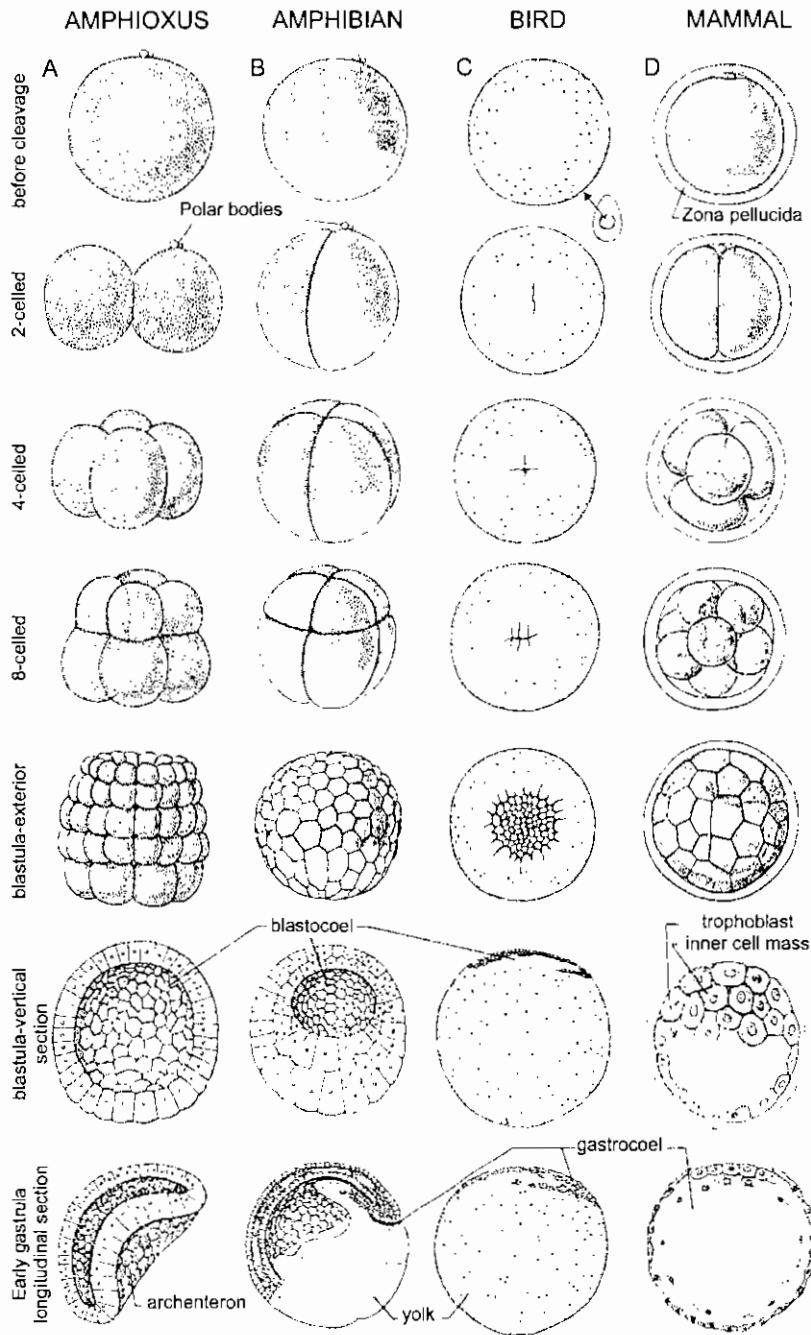 AMPHIOXUS AMPHIBIAN BIRD MAMMAL
A B C D
before cleavage
Zona pellucida
Polar bodies
2-celled
4-celled
8-celled
blastula-exterior
trophoblast
inner cell mass
blastocoel
blastula-vertical
section
gastrocoel
Early gastrula
longitudinal section
archenteron
yolk